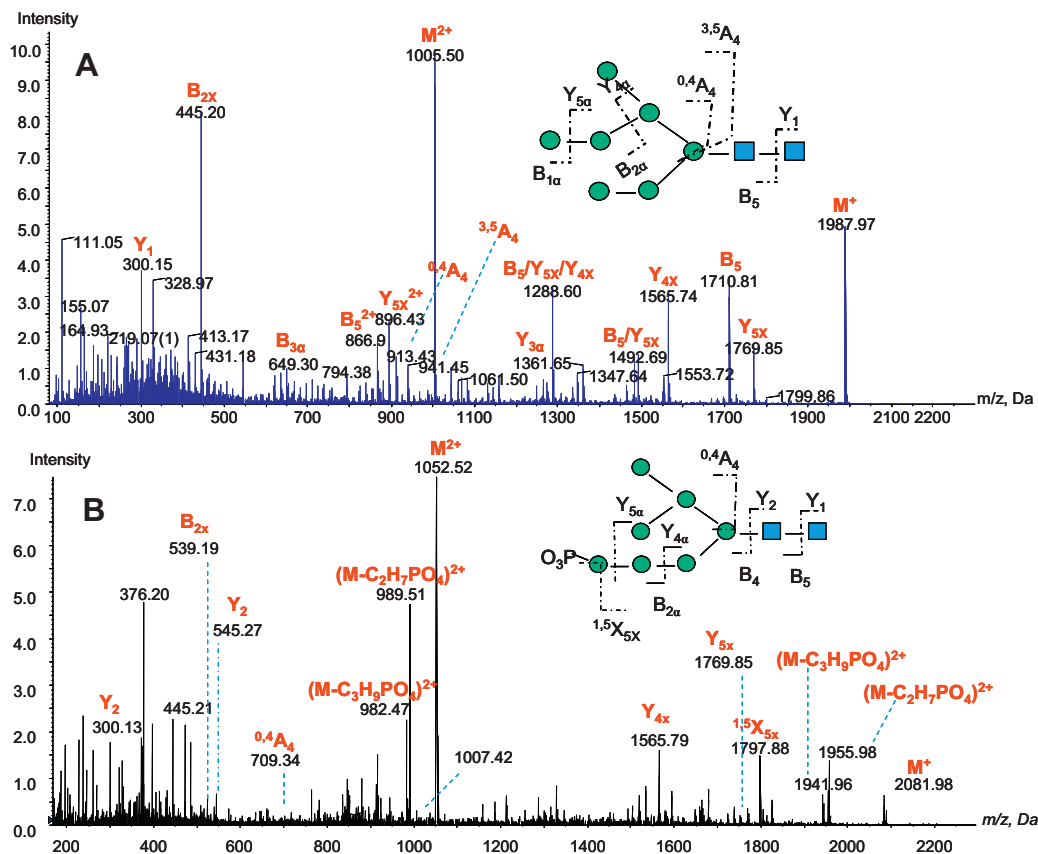 Intensity
A
10.0
9.0
8.0
7.0
6.0
5.0
4.0
3.0
2.0
1.0
0.0
100 300 500 700 900 1100 1300 1500 1700 1900 2100 2200
m/z, Da
M²⁺
1005.50
B₂ₓ
445.20
111.05
Y₁
300.15
328.97
155.07
164.93
219.07(1)
413.17
431.18
B₃α
649.30
794.38
B₅²⁺
866.9
Y₅ₓ²⁺
896.43
913.43
⁰,⁴A₄
³,⁵A₄
941.45
1061.50
B₅/Y₅ₓ/Y₄ₓ
1288.60
Y₃α
1361.65
1347.64
B₅/Y₅ₓ
1492.69
Y₄ₓ
1565.74
1553.72
B₅
1710.81
Y₅ₓ
1769.85
1799.86
M⁺
1987.97
³,⁵A₄
⁰,⁴A₄
Y₄α
Y₅α
Y₁
B₁α
B₂α
B₅
Intensity
B
7.0
6.0
5.0
4.0
3.0
2.0
1.0
0.0
200 400 600 800 1000 1200 1400 1600 1800 2000 2200
m/z, Da
M²⁺
1052.52
B₂ₓ
539.19
376.20
Y₂
545.27
(M-C₂H₇PO₄)²⁺
989.51
(M-C₃H₉PO₄)²⁺
982.47
Y₂
300.13
445.21
⁰,⁴A₄
709.34
1007.42
Y₄ₓ
1565.79
Y₅ₓ
1769.85
¹,⁵X₅ₓ
1797.88
(M-C₃H₉PO₄)²⁺
1941.96
(M-C₂H₇PO₄)²⁺
1955.98
M⁺
2081.98
⁰,⁴A₄
Y₅α
Y₄α
Y₂
Y₁
O₃P
B₂α
B₄
B₅
¹,⁵X₅ₓ